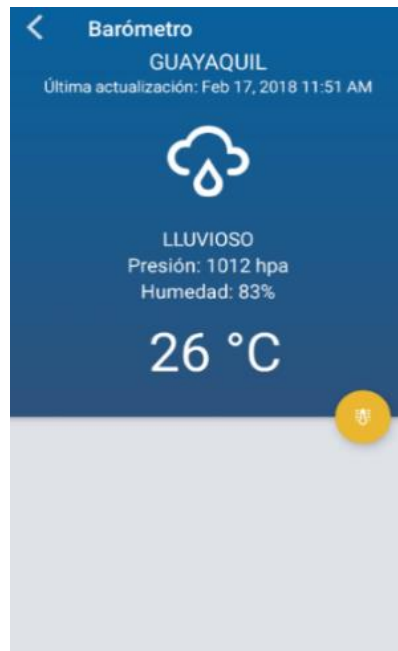 Barómetro
GUAYAQUIL
Última actualización: Feb 17, 2018 11:51 AM
LLUVIOSO
Presión: 1012 hpa
Humedad: 83%
26 °C